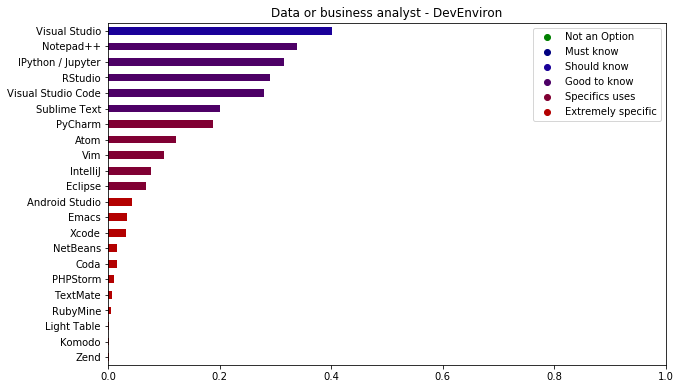 Data or business analyst - DevEnviron
Visual Studio
Notepad++
IPython / Jupyter
RStudio
Visual Studio Code
Sublime Text
PyCharm
Atom
Vim
IntelliJ
Eclipse
Android Studio
Emacs
Xcode
NetBeans
Coda
PHPStorm
TextMate
RubyMine
Light Table
Komodo
Zend
Not an Option
Must know
Should know
Good to know
Specifics uses
Extremely specific
0.0 0.2 0.4 0.6 0.8 1.0